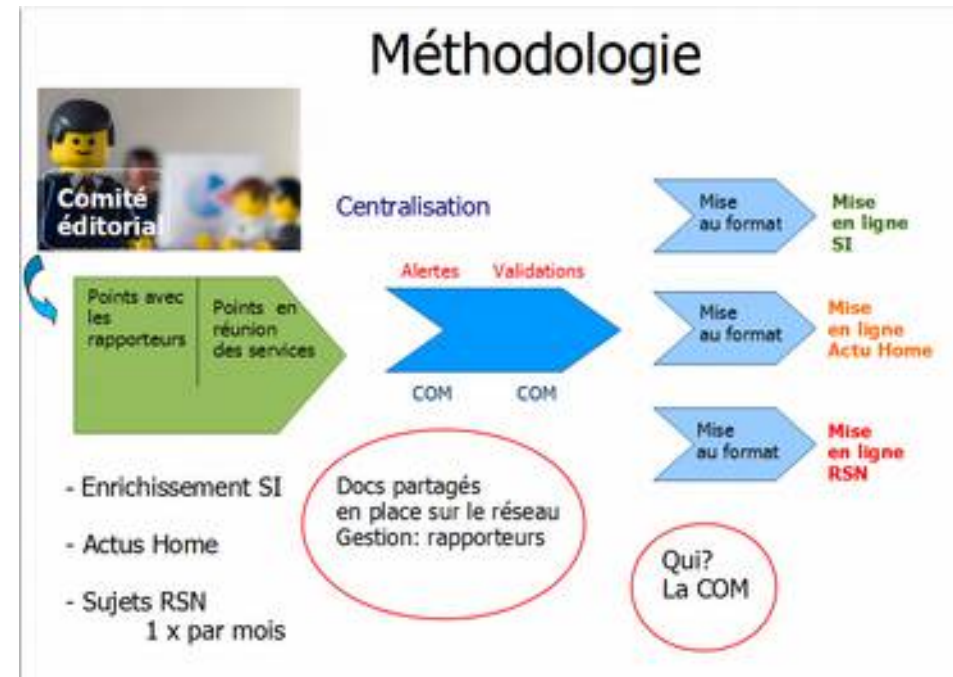 Méthodologie
Comité
éditorial
Centralisation
Points avec
les
rapporteurs
Points en
réunion
des services
Alertes
Validations
COM
COM
Mise
au format
Mise
en ligne
SI
Mise
au format
Mise
en ligne
Actu Home
Mise
au format
Mise
en ligne
RSN
- Enrichissement SI
- Actus Home
- Sujets RSN
1 x par mois
Docs partagés
en place sur le réseau
Gestion: rapporteurs
Qui?
La COM